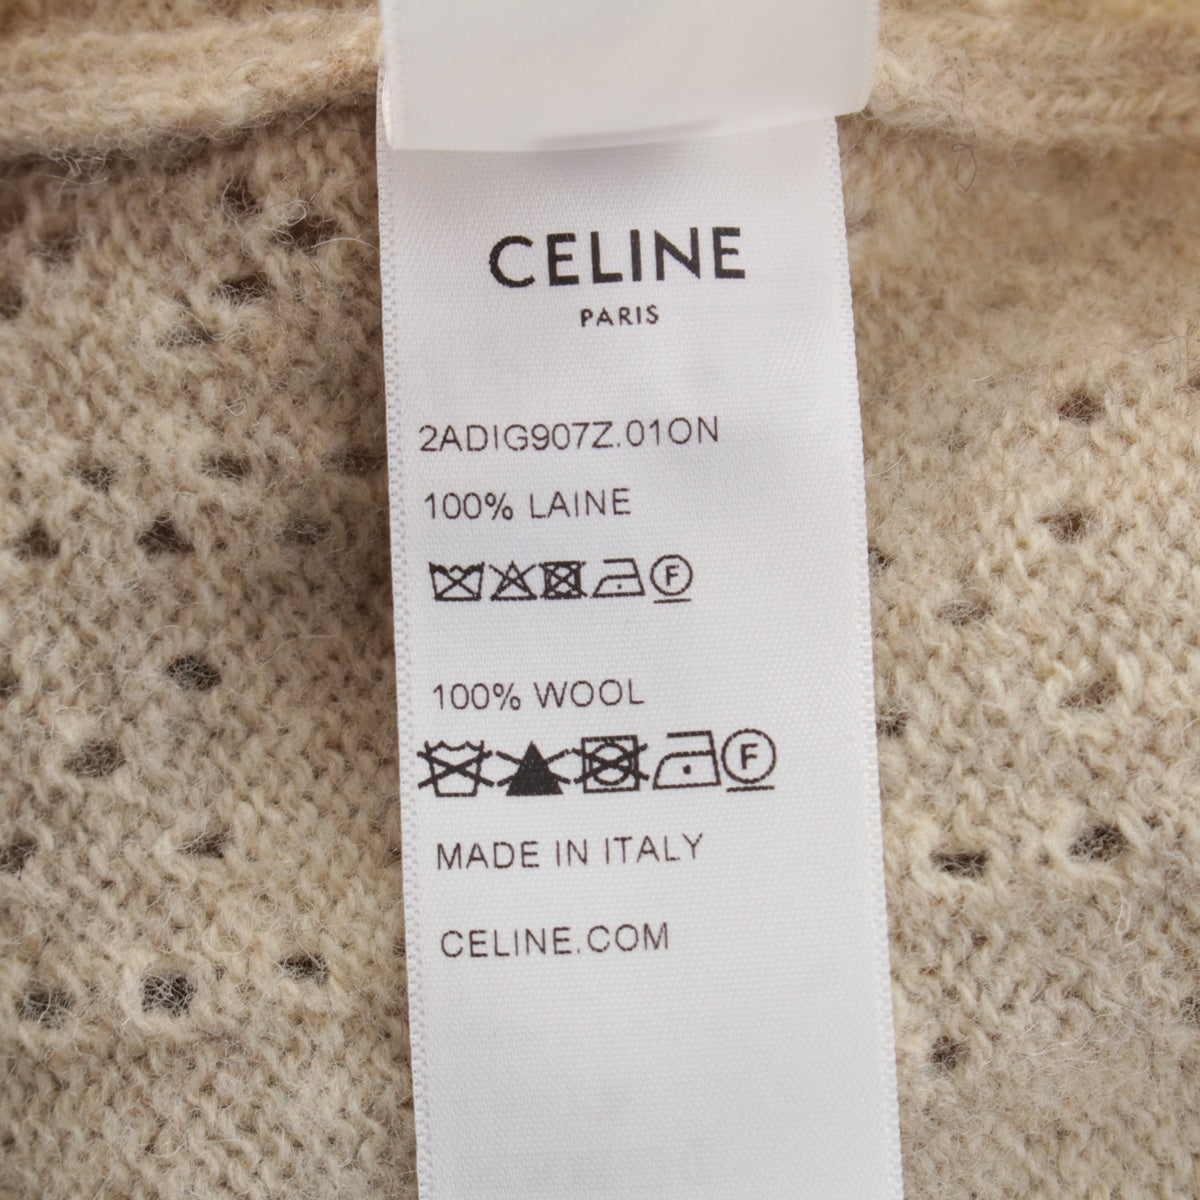 CELINE
PARIS
2ADIG907Z.01ON
100% LAINE
F
100% WOOL
F
MADE IN ITALY
CELINE.COM